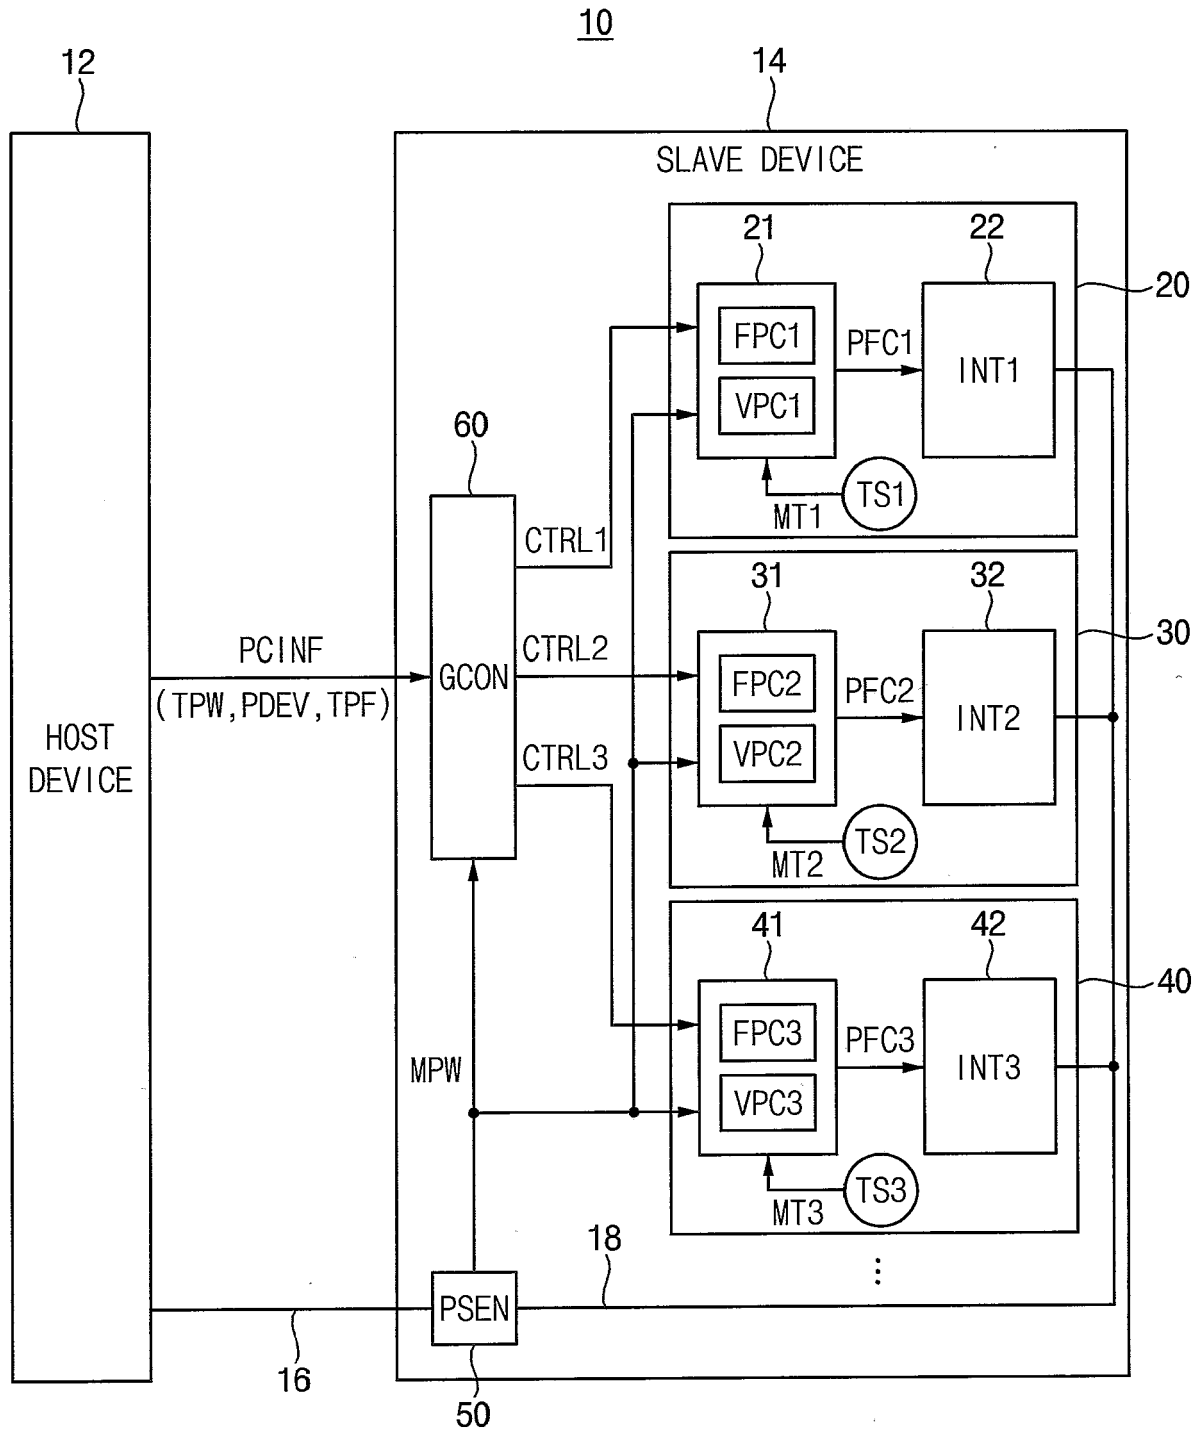 10
12
14
SLAVE DEVICE
21
22
20
FPC1
VPC1
PFC1
INT1
MT1
TS1
60
GCON
CTRL1
CTRL2
CTRL3
31
32
30
FPC2
VPC2
PFC2
INT2
MT2
TS2
PCINF
(TPW,PDEV,TPF)
HOST
DEVICE
41
42
40
FPC3
VPC3
PFC3
INT3
MT3
TS3
MPW
18
PSEN
16
50